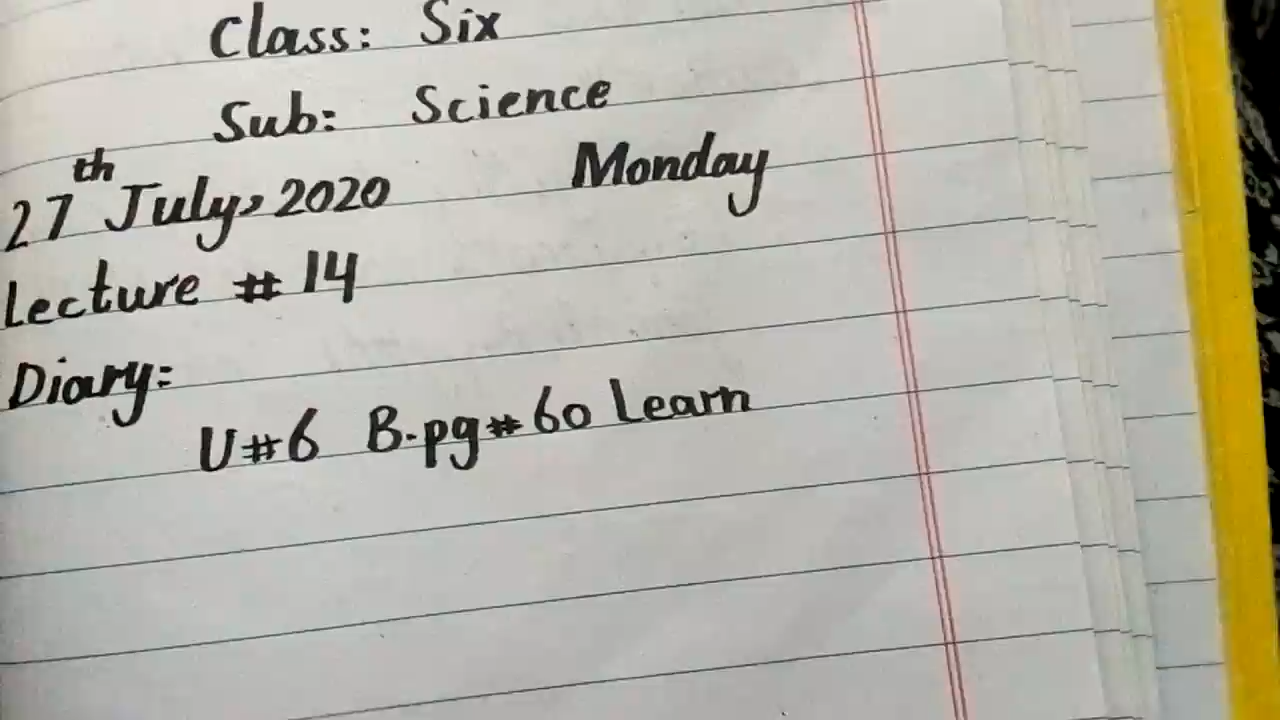 Class: Six
Sub: Science
27th July, 2020 Monday
Lecture # 14
Diary:
U#6 B.pg#60 Learn